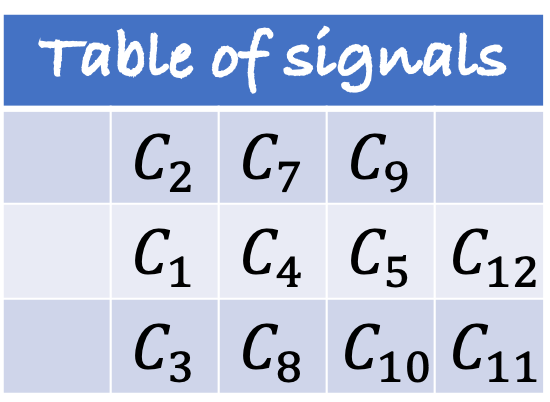 Table of signals
C₂ C₇ C₉
C₁ C₄ C₅ C₁₂
C₃ C₈ C₁₀ C₁₁